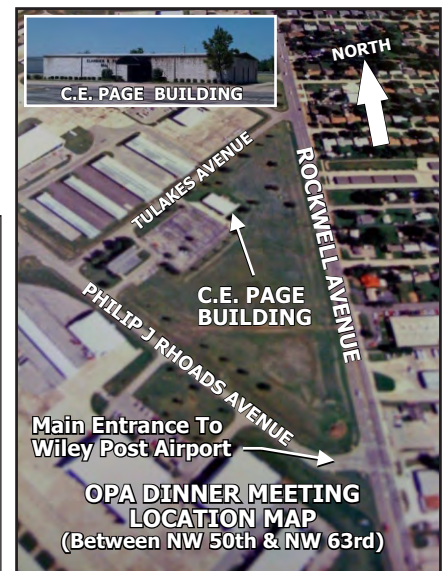 C.E. PAGE BUILDING
NORTH
TULAKES AVENUE
ROCKWELL AVENUE
C.E. PAGE
BUILDING
PHILIP J RHOADS AVENUE
Main Entrance To
Wiley Post Airport
OPA DINNER MEETING
LOCATION MAP
(Between NW 50th & NW 63rd)